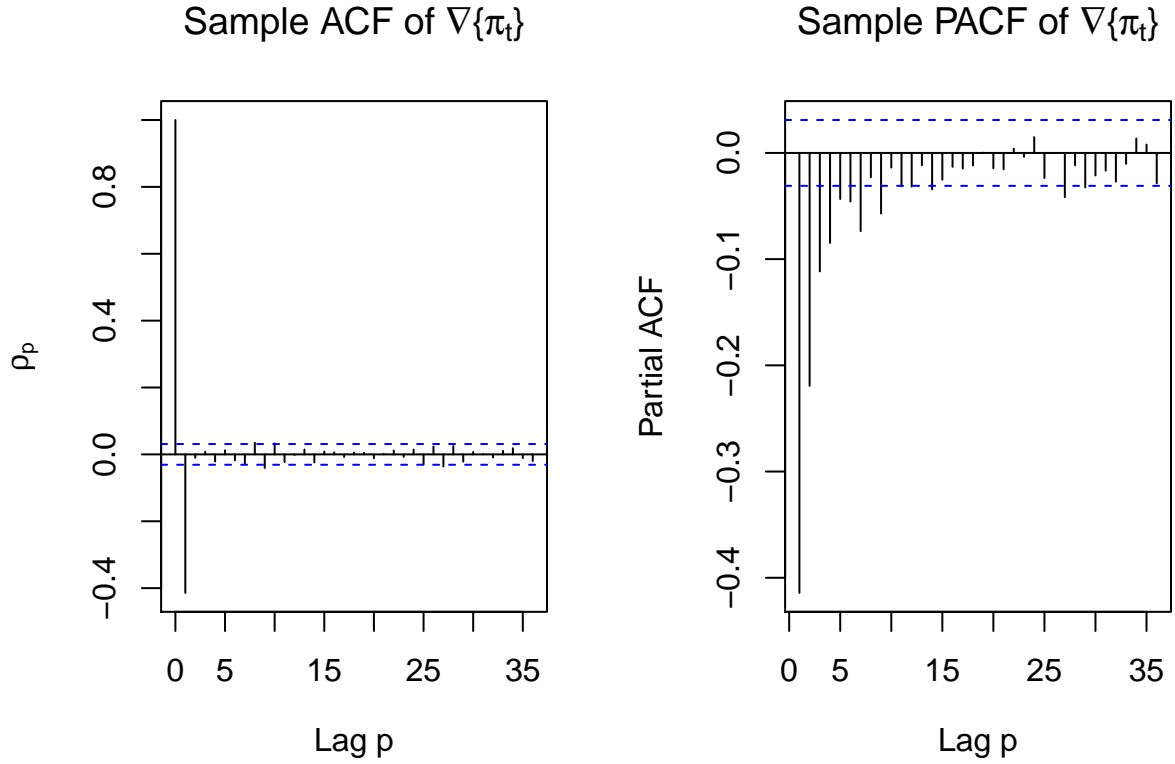 Sample ACF of ∇{πt}
ρp
0.8
0.4
0.0
−0.4
0 5 15 25 35
Lag p
Sample PACF of ∇{πt}
Partial ACF
0.0
−0.1
−0.2
−0.3
−0.4
0 5 15 25 35
Lag p